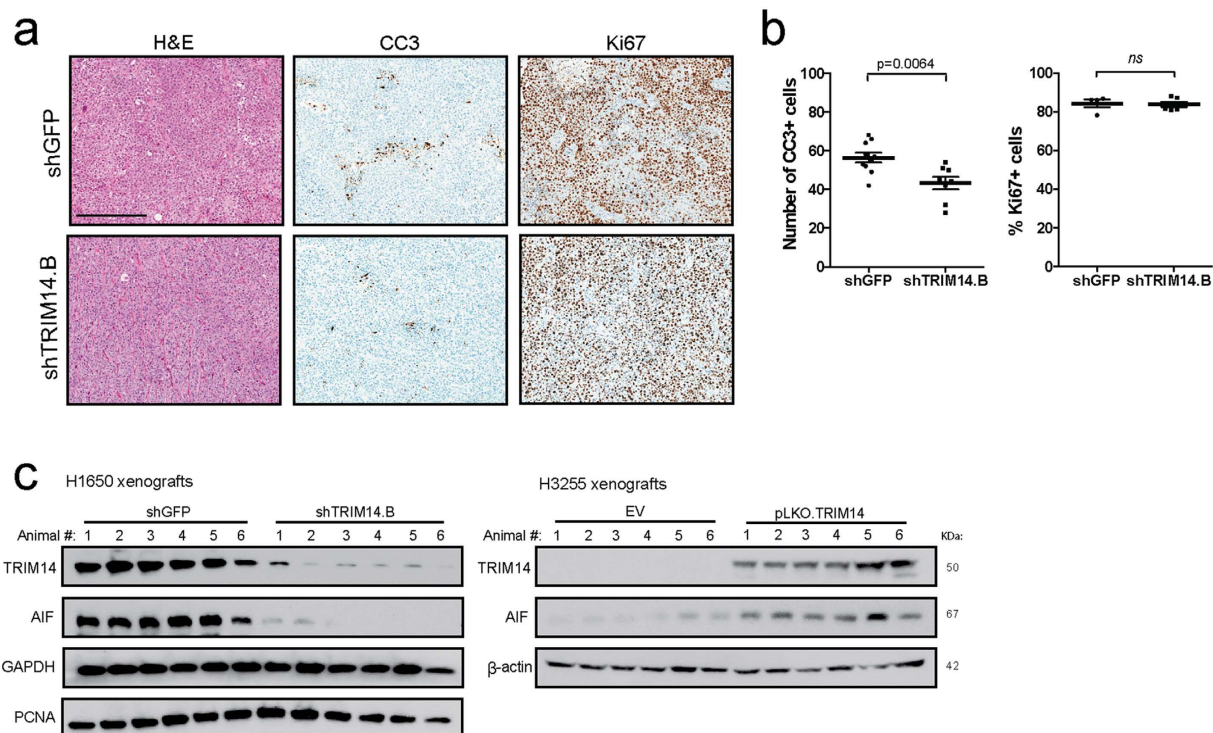 a
H&E CC3 Ki67
shGFP
shTRIM14.B
b
p=0.0064
Number of CC3+ cells
100
80
60
40
20
0
shGFP shTRIM14.B
ns
% Ki67+ cells
100
80
60
40
20
0
shGFP shTRIM14.B
c
H1650 xenografts
shGFP shTRIM14.B
Animal #: 1 2 3 4 5 6 1 2 3 4 5 6
TRIM14
AIF
GAPDH
PCNA
H3255 xenografts
EV pLKO.TRIM14
Animal #: 1 2 3 4 5 6 1 2 3 4 5 6 KDa:
TRIM14 50
AIF 67
β-actin 42